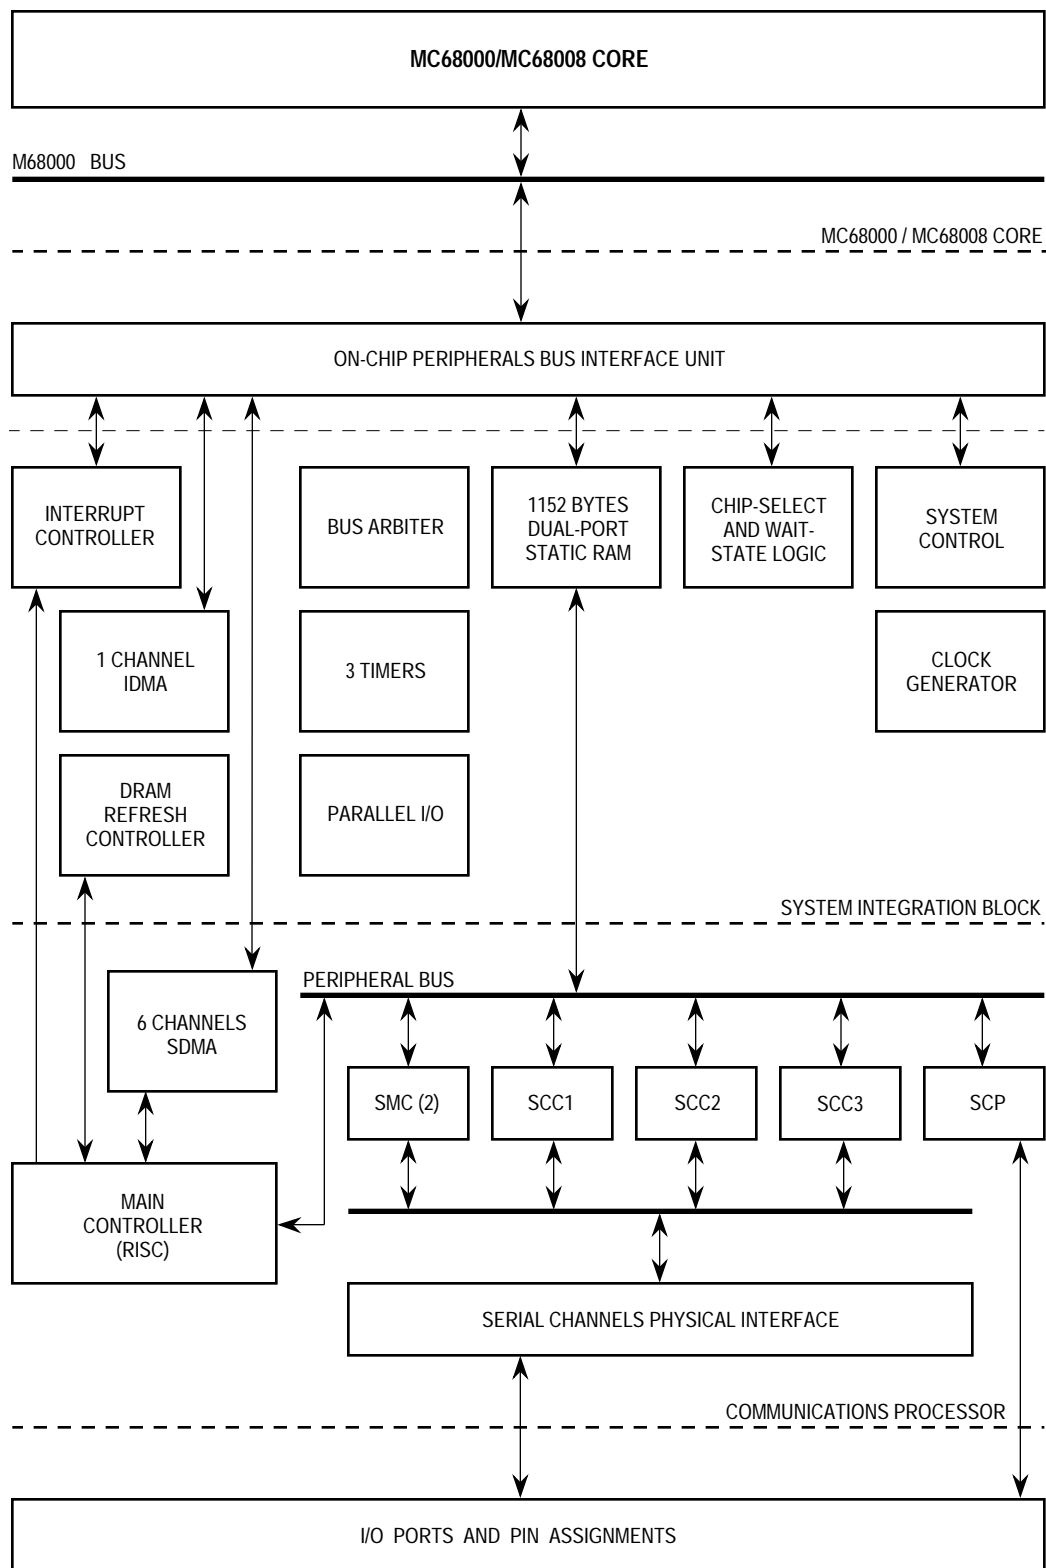 MC68000/MC68008 CORE
M68000 BUS
MC68000 / MC68008 CORE
ON-CHIP PERIPHERALS BUS INTERFACE UNIT
INTERRUPT
CONTROLLER
BUS ARBITER
1152 BYTES
DUAL-PORT
STATIC RAM
CHIP-SELECT
AND WAIT-
STATE LOGIC
SYSTEM
CONTROL
1 CHANNEL
IDMA
3 TIMERS
CLOCK
GENERATOR
DRAM
REFRESH
CONTROLLER
PARALLEL I/O
SYSTEM INTEGRATION BLOCK
6 CHANNELS
SDMA
PERIPHERAL BUS
SMC (2)
SCC1
SCC2
SCC3
SCP
MAIN
CONTROLLER
(RISC)
SERIAL CHANNELS PHYSICAL INTERFACE
COMMUNICATIONS PROCESSOR
I/O PORTS AND PIN ASSIGNMENTS